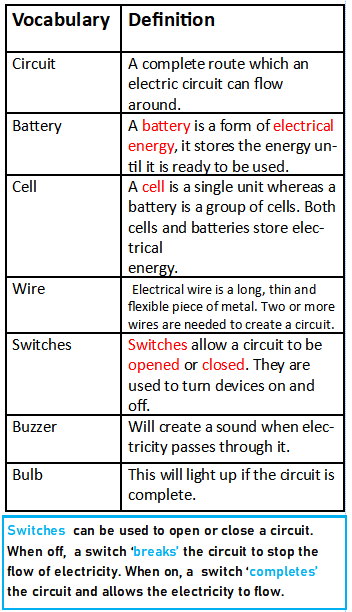 Vocabulary Definition
Circuit A complete route which an
electric circuit can flow
around.
Battery A battery is a form of electrical
energy, it stores the energy un-
til it is ready to be used.
Cell A cell is a single unit whereas a
battery is a group of cells. Both
cells and batteries store elec-
trical
energy.
Wire Electrical wire is a long, thin and
flexible piece of metal. Two or more
wires are needed to create a circuit.
Switches Switches allow a circuit to be
opened or closed. They are
used to turn devices on and
off.
Buzzer Will create a sound when elec-
tricity passes through it.
Bulb This will light up if the circuit is
complete.
Switches can be used to open or close a circuit.
When off, a switch ‘breaks’ the circuit to stop the
flow of electricity. When on, a switch ‘completes’
the circuit and allows the electricity to flow.